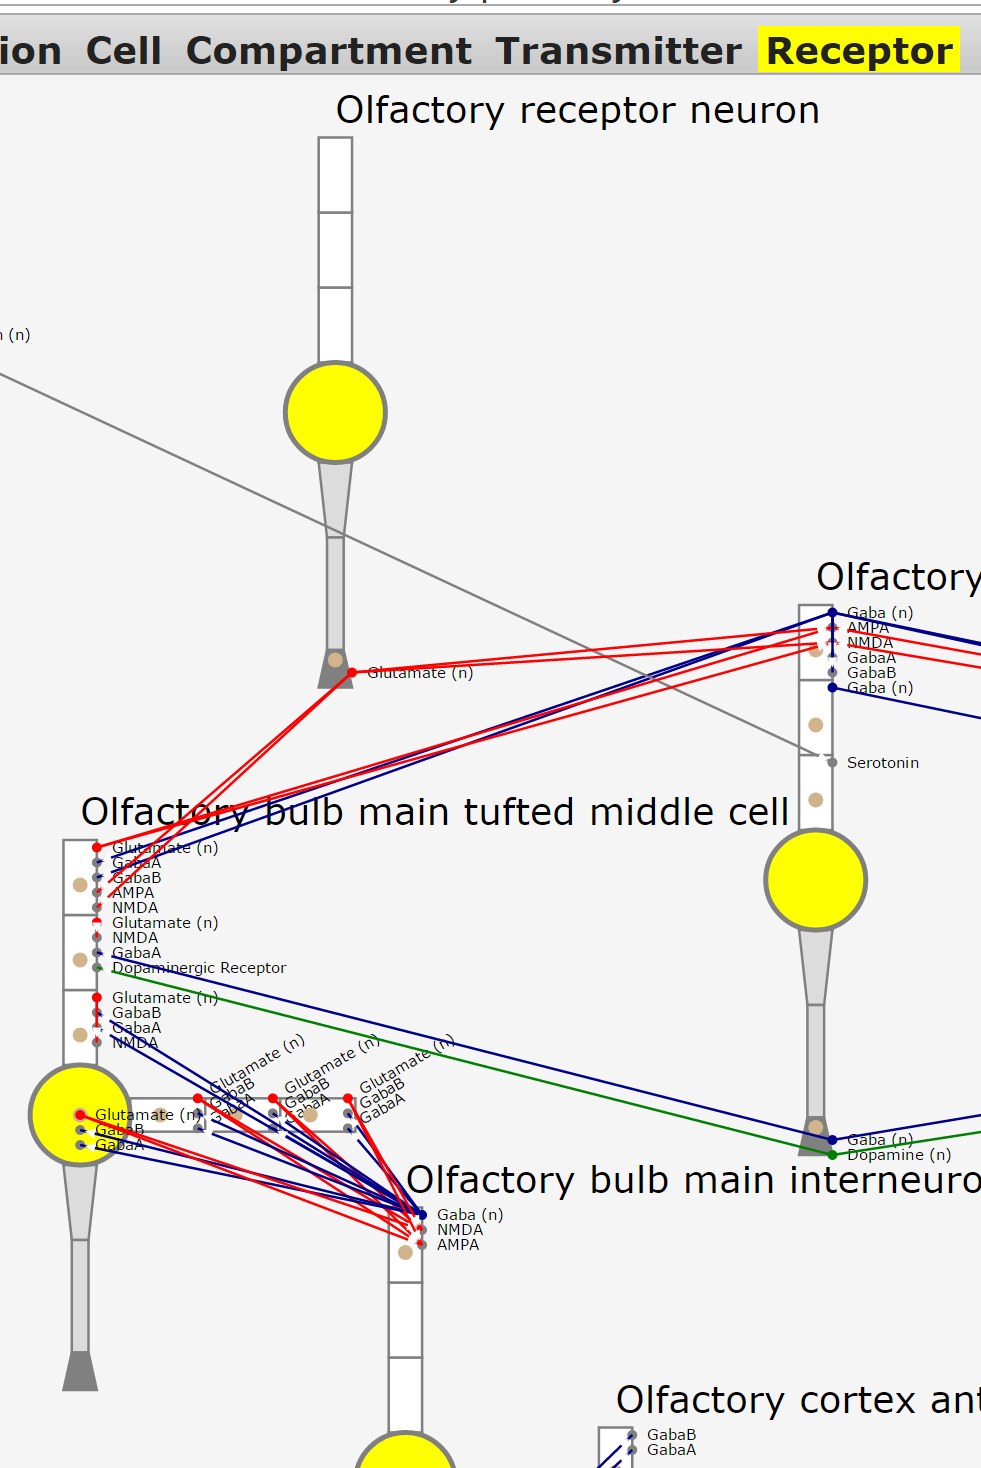 ion Cell Compartment Transmitter Receptor
Olfactory receptor neuron
(n)
Olfactory
Gaba (n)
AMPA
NMDA
GabaA
GabaB
Gaba (n)
Serotonin
Glutamate (n)
Olfactory bulb main tufted middle cell
Glutamate (n)
GabaA
GabaB
AMPA
NMDA
Glutamate (n)
NMDA
GabaA
Dopaminergic Receptor
Glutamate (n)
GabaB
GabaA
NMDA
Glutamate (n)
GabaB
GabaA
Glutamate (n)
GabaB
GabaA
Glutamate (n)
GabaB
GabaA
Glutamate (n)
GabaB
GabaA
Gaba (n)
Dopamine (n)
Olfactory bulb main interneuro
Gaba (n)
NMDA
AMPA
Olfactory cortex ant
GabaB
GabaA